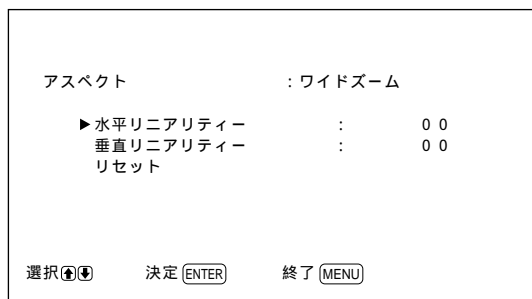 アスペクト : ワイドズーム
▶水平リニアリティー : 00
垂直リニアリティー : 00
リセット
選択 ↑ ↓ 決定 ENTER 終了 MENU